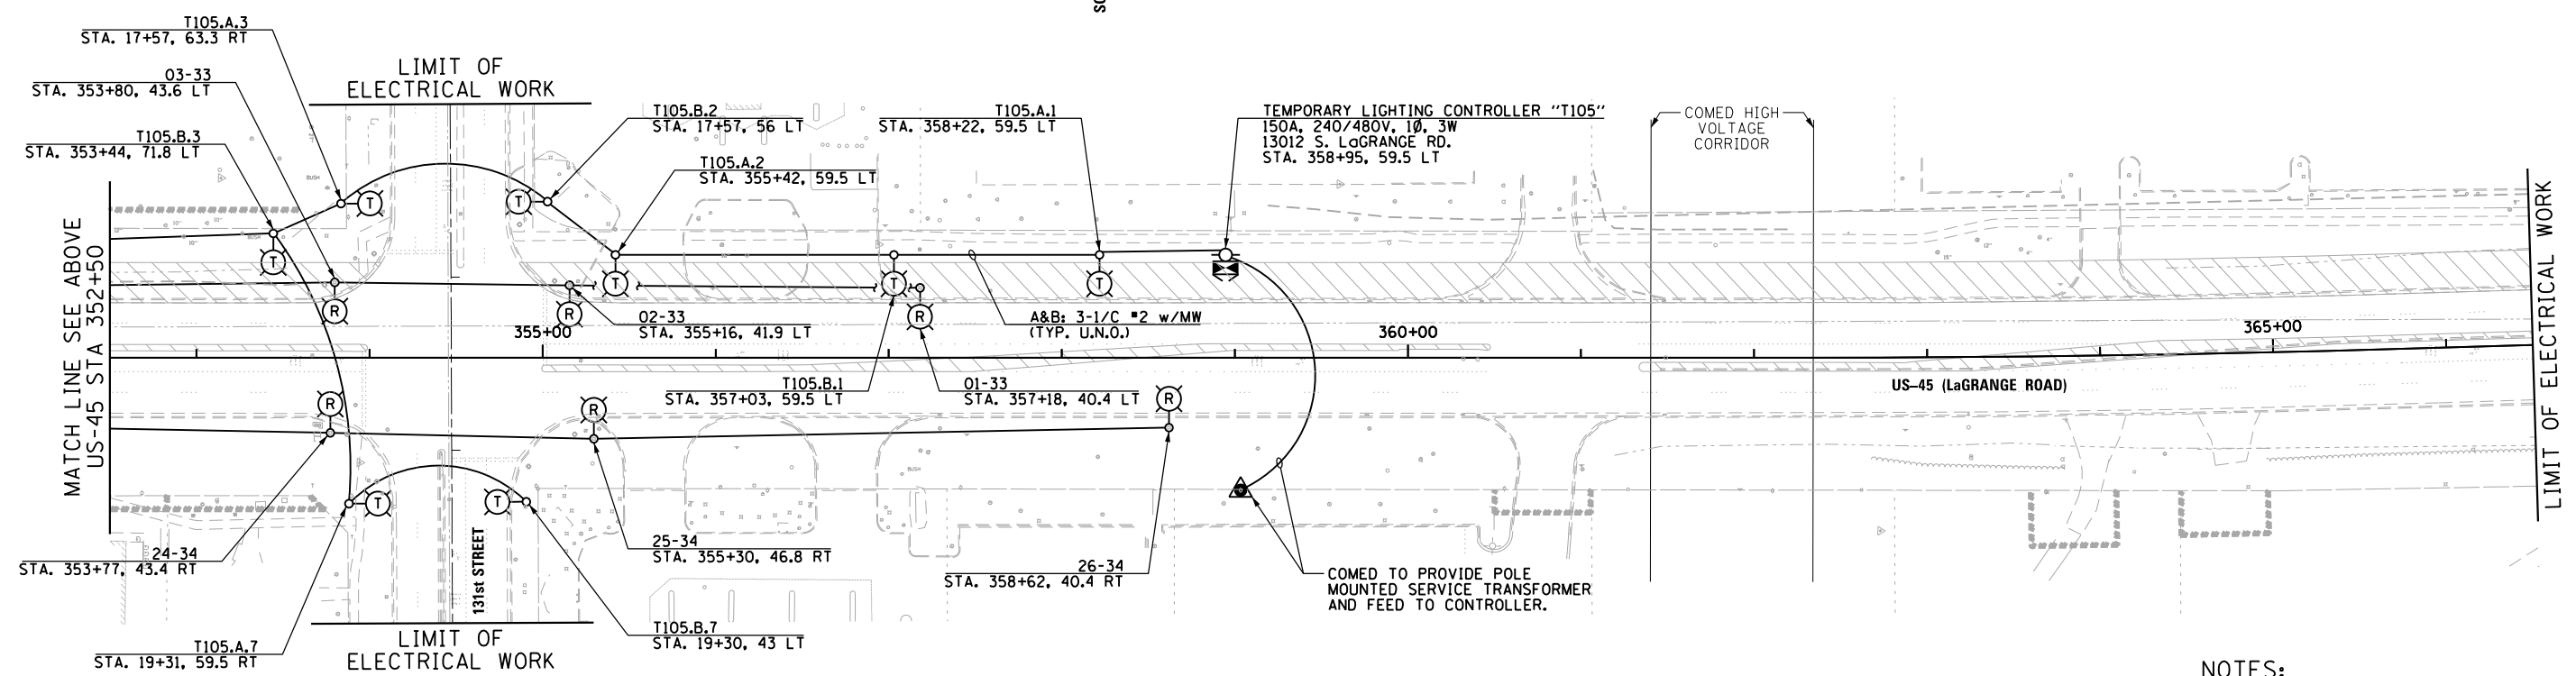 SC
T105.A.3
STA. 17+57, 63.3 RT
03-33
STA. 353+80, 43.6 LT
T105.B.3
STA. 353+44, 71.8 LT
LIMIT OF
ELECTRICAL WORK
T105.B.2
STA. 17+57, 56 LT
T105.A.2
STA. 355+42, 59.5 LT
T105.A.1
STA. 358+22, 59.5 LT
TEMPORARY LIGHTING CONTROLLER "T105"
150A, 240/480V, 1Ø, 3W
13012 S. LaGRANGE RD.
STA. 358+95, 59.5 LT
COMED HIGH
VOLTAGE
CORRIDOR
MATCH LINE SEE ABOVE
US-45 STA 352+50
BUSH
BUSH
T
T
T
T
T
T
R
R
R
02-33
STA. 355+16, 41.9 LT
A&B: 3-1/C #2 w/MW
(TYP. U.N.O.)
355+00
360+00
365+00
T105.B.1
STA. 357+03, 59.5 LT
01-33
STA. 357+18, 40.4 LT
US-45 (LaGRANGE ROAD)
R
R
R
BUSH
T
T
24-34
STA. 353+77, 43.4 RT
25-34
STA. 355+30, 46.8 RT
26-34
STA. 358+62, 40.4 RT
COMED TO PROVIDE POLE
MOUNTED SERVICE TRANSFORMER
AND FEED TO CONTROLLER.
131st STREET
T105.A.7
STA. 19+31, 59.5 RT
LIMIT OF
ELECTRICAL WORK
T105.B.7
STA. 19+30, 43 LT
LIMIT OF ELECTRICAL WORK
NOTES: